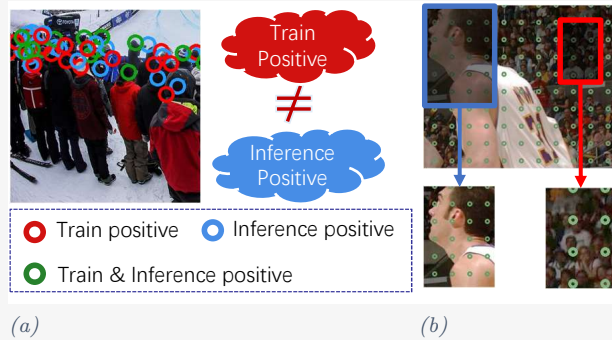 Train
Positive
≠
Inference
Positive
Train positive
Inference positive
Train & Inference positive
(a)
(b)